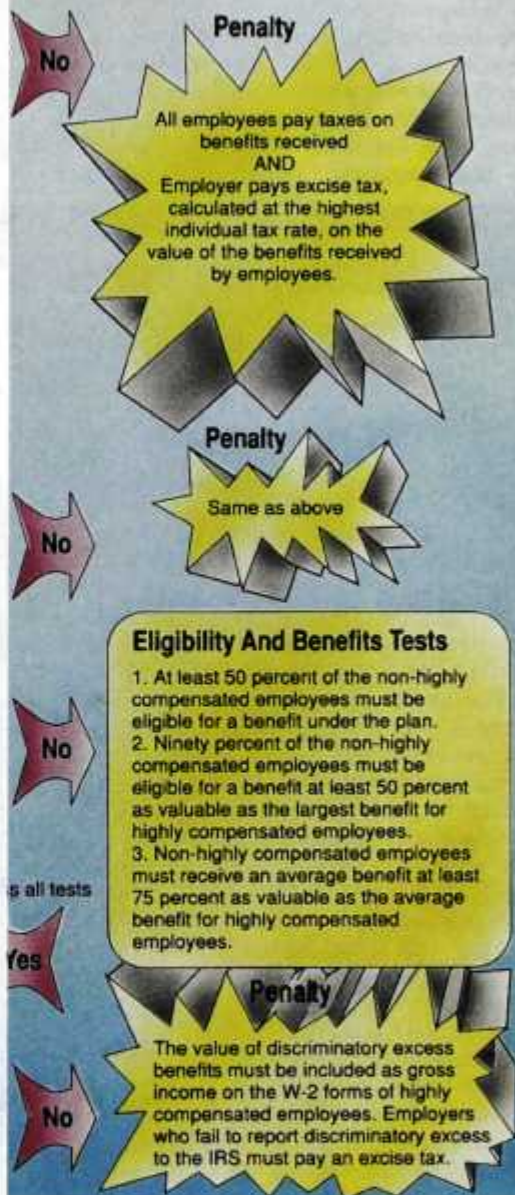 Penalty
No
All employees pay taxes on
benefits received
AND
Employer pays excise tax,
calculated at the highest
individual tax rate, on the
value of the benefits received
by employees.
Penalty
Same as above
No
Eligibility And Benefits Tests
1. At least 50 percent of the non-highly
compensated employees must be
eligible for a benefit under the plan.
2. Ninety percent of the non-highly
compensated employees must be
eligible for a benefit at least 50 percent
as valuable as the largest benefit for
highly compensated employees.
3. Non-highly compensated employees
must receive an average benefit at least
75 percent as valuable as the average
benefit for highly compensated
employees.
No
s all tests
Yes
Penalty
The value of discriminatory excess
benefits must be included as gross
income on the W-2 forms of highly
compensated employees. Employers
who fail to report discriminatory excess
to the IRS must pay an excise tax.
No